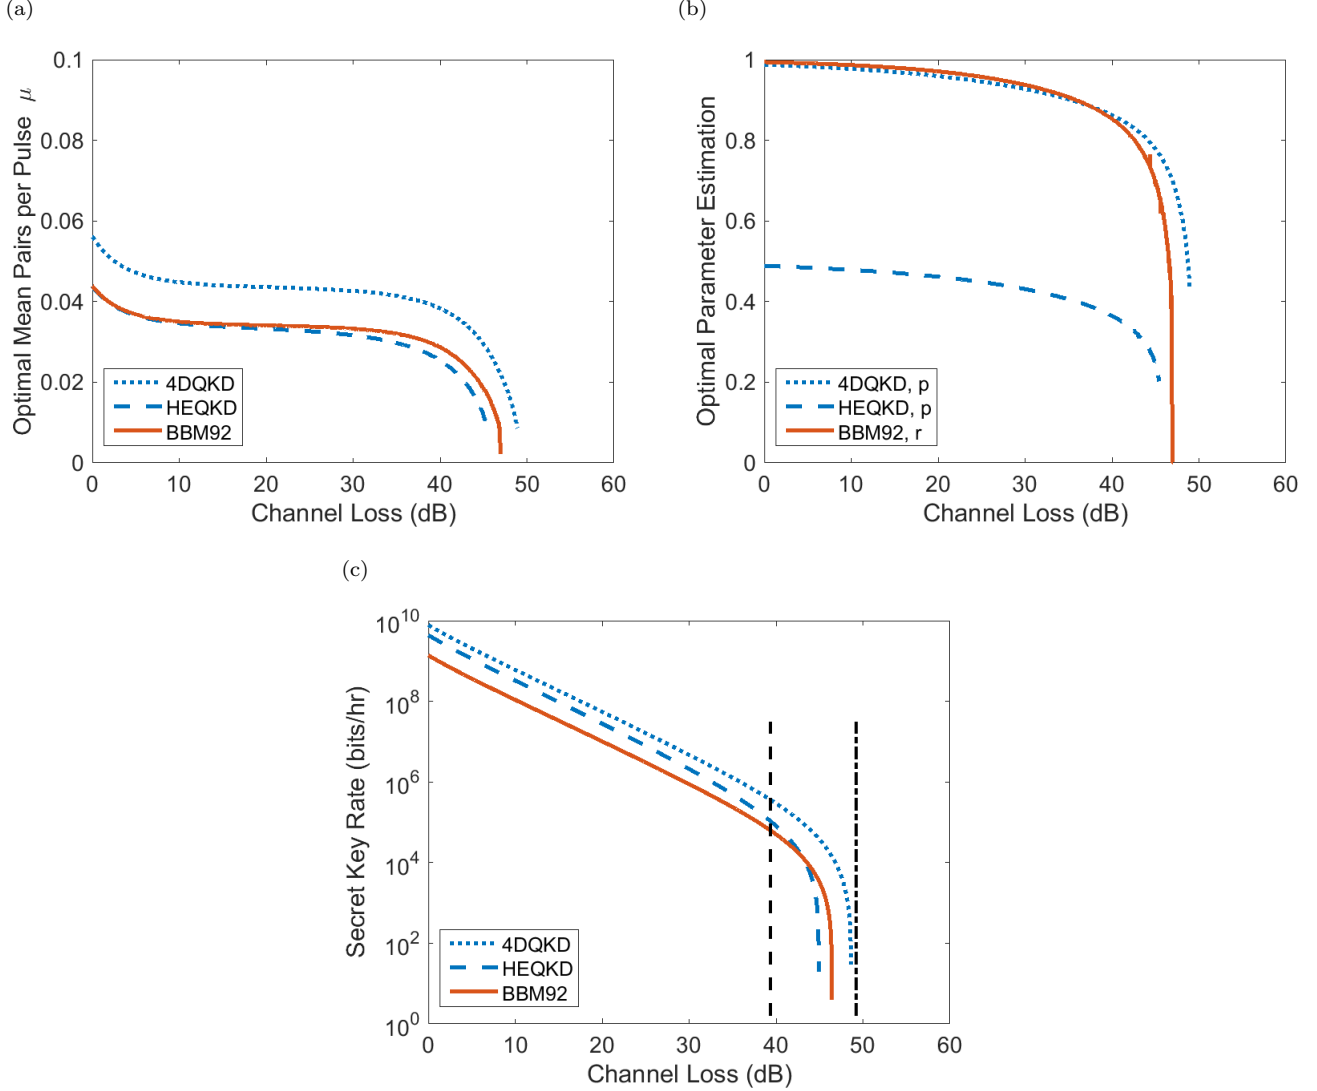 (a)
0.1
0.08
0.06
0.04
0.02
0
Optimal Mean Pairs per Pulse μ
4DQKD
HEQKD
BBM92
0 10 20 30 40 50 60
Channel Loss (dB)
(b)
1
0.8
0.6
0.4
0.2
0
Optimal Parameter Estimation
4DQKD, p
HEQKD, p
BBM92, r
0 10 20 30 40 50 60
Channel Loss (dB)
(c)
10^10
10^8
10^6
10^4
10^2
10^0
Secret Key Rate (bits/hr)
4DQKD
HEQKD
BBM92
0 10 20 30 40 50 60
Channel Loss (dB)